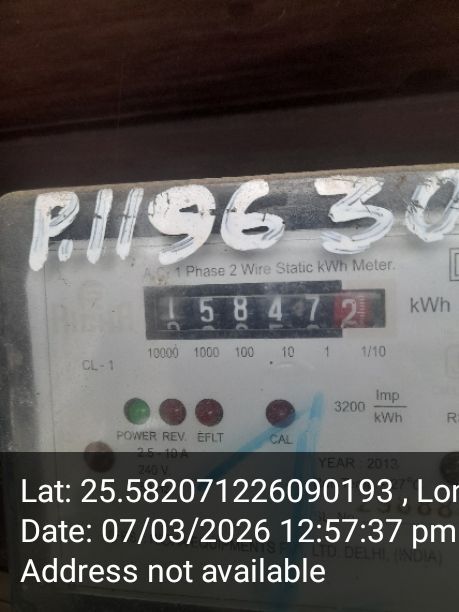 P.1196 30
A.C. 1 Phase 2 Wire Static kWh Meter.
158472 kWh
CL - 1
10000 1000 100 10 1 1/10
3200 Imp/kWh
POWER REV. EFLT CAL
2.5 - 10 A
240 V
YEAR : 2013
27°C
LTD. DELHI, (INDIA)
Lat: 25.582071226090193 , Lon
Date: 07/03/2026 12:57:37 pm
Address not available